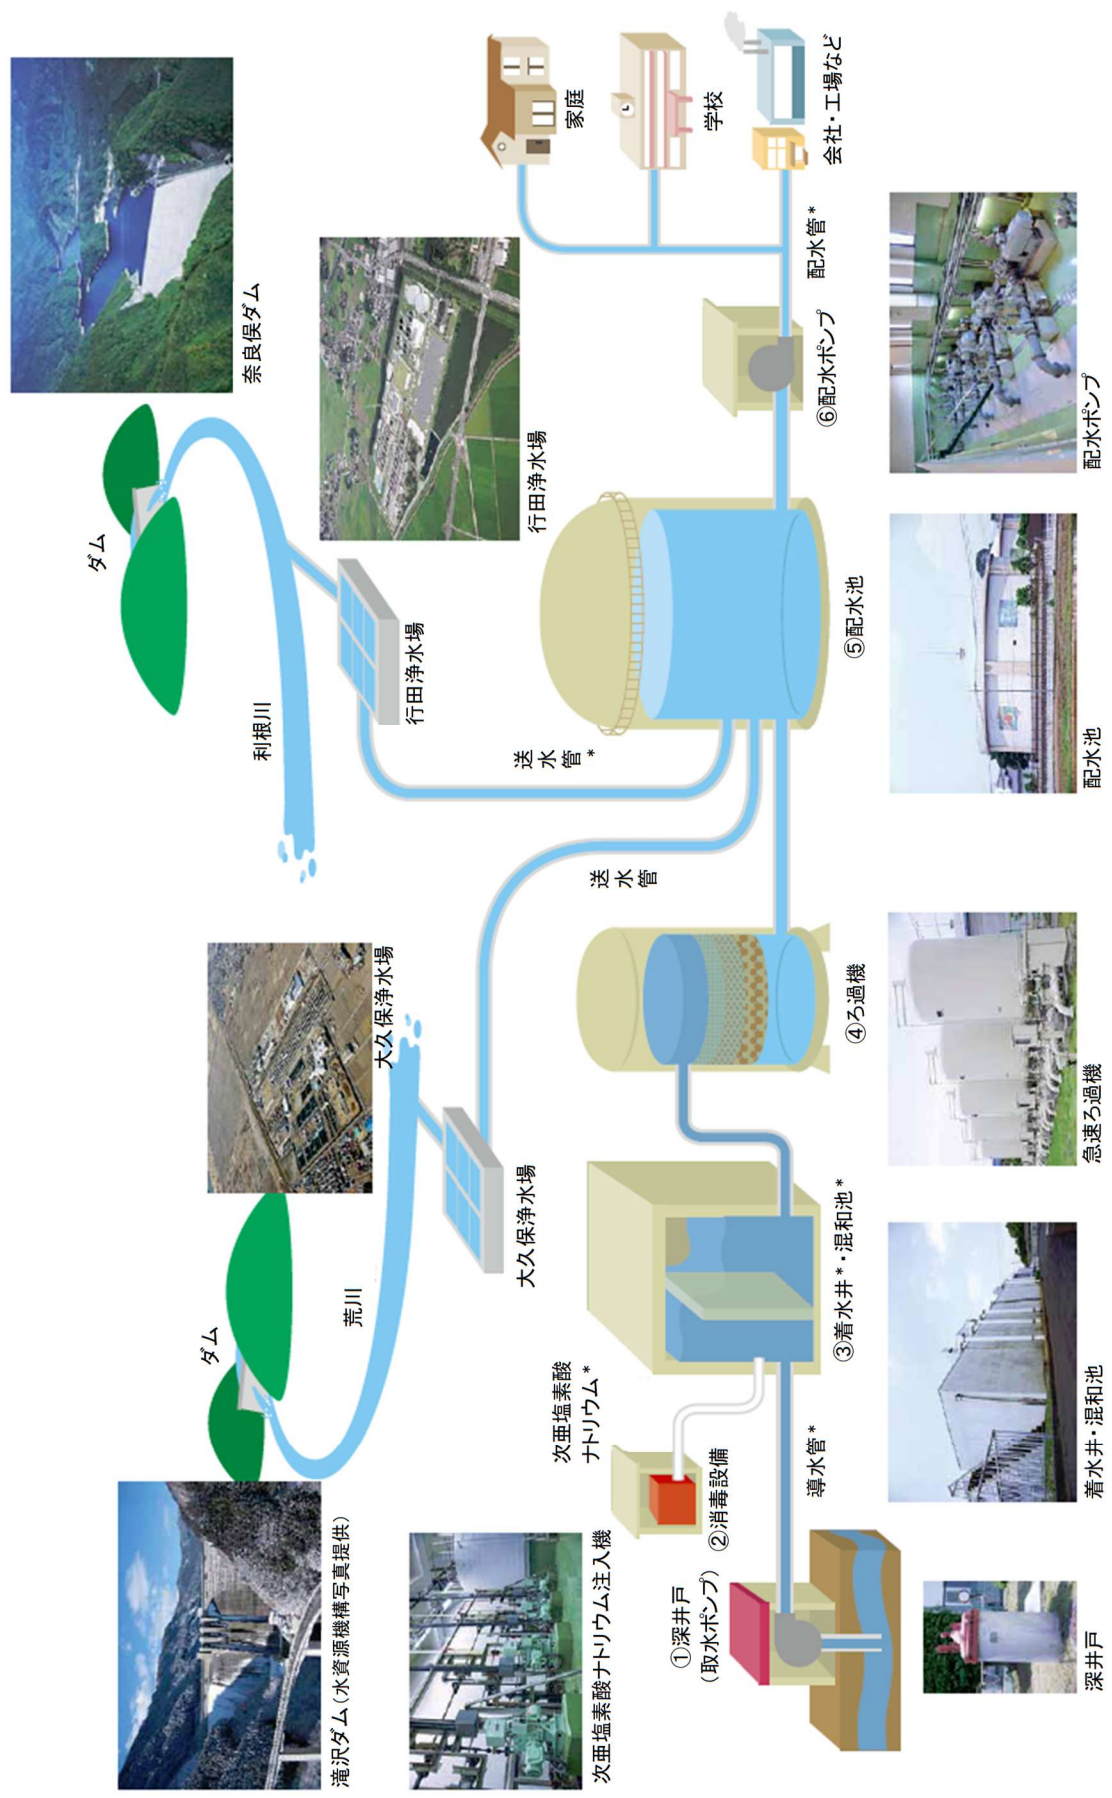 滝沢ダム(水資源機構写真提供)
ダム
荒川
大久保浄水場
大久保浄水場
利根川
ダム
奈良俣ダム
行田浄水場
行田浄水場
送
水
管*
送
水
管
次亜塩素酸ナトリウム注入機
次亜塩素酸
ナトリウム*
①深井戸
(取水ポンプ)
②消毒設備
導水管*
③着水井*・混和池*
④ろ過機
⑤配水池
⑥配水ポンプ
配水管*
家庭
学校
会社・工場など
深井戸
着水井・混和池
急速ろ過機
配水池
配水ポンプ